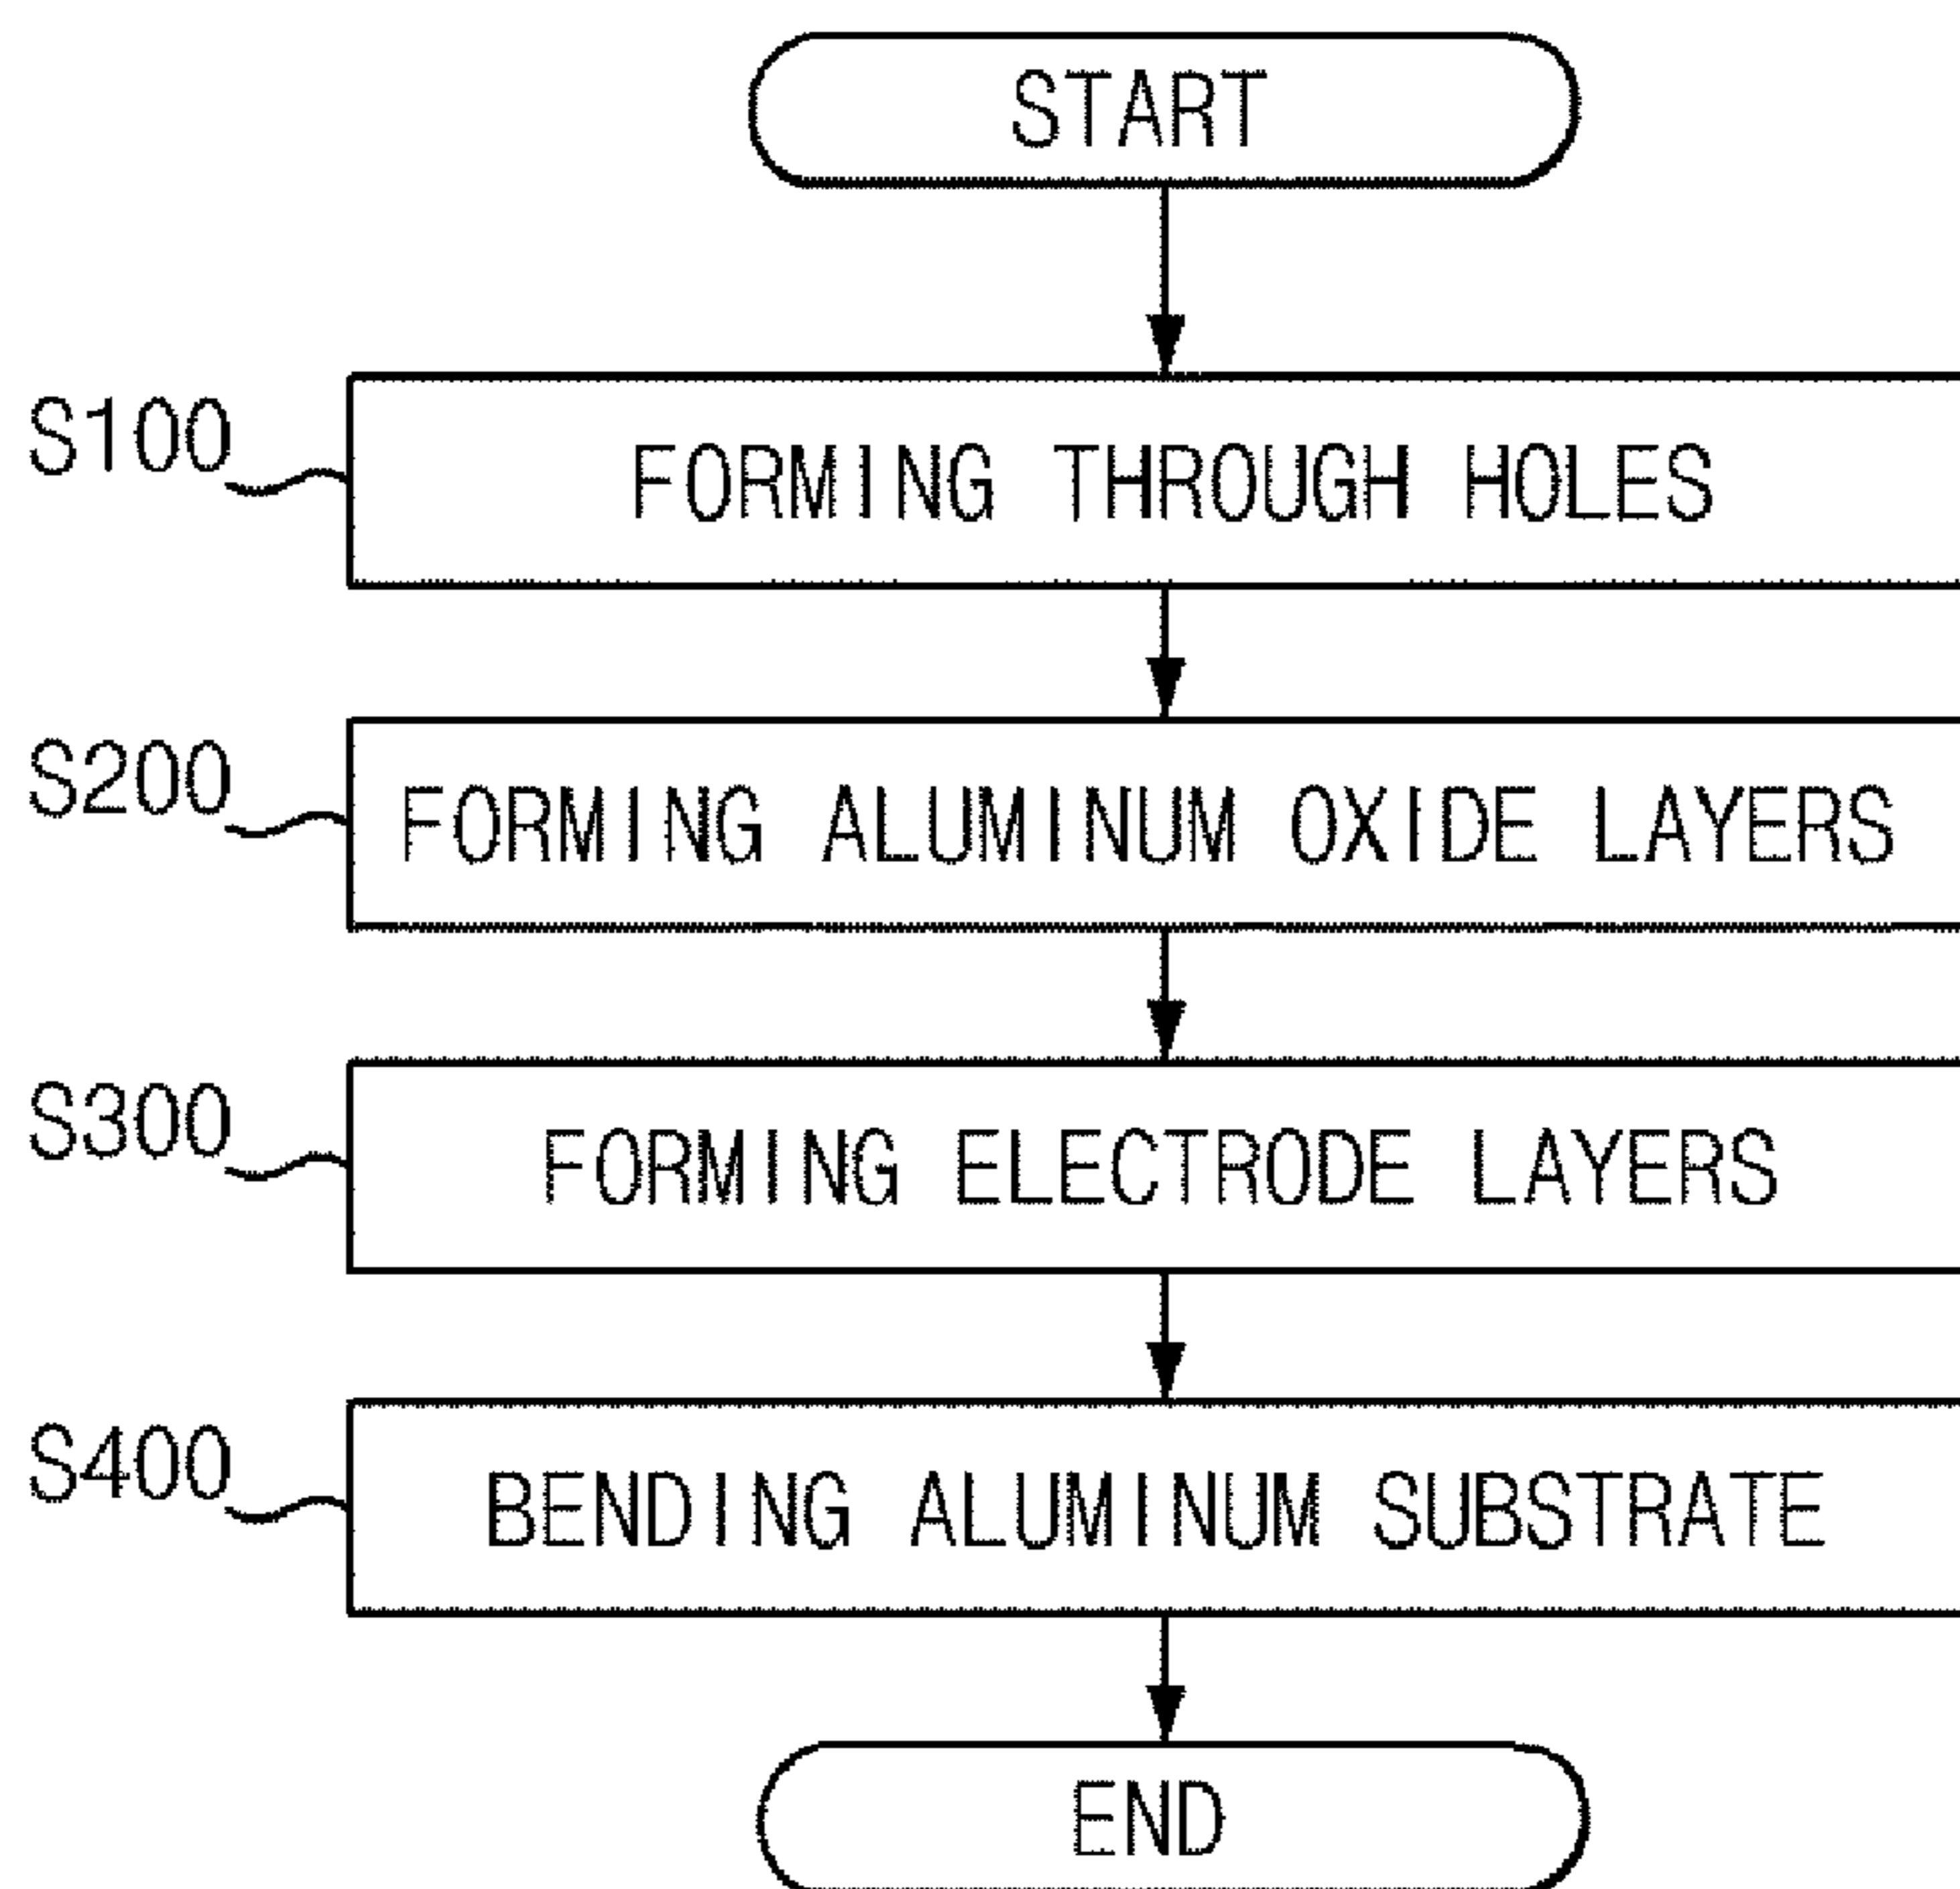 START
S100
FORMING THROUGH HOLES
S200
FORMING ALUMINUM OXIDE LAYERS
S300
FORMING ELECTRODE LAYERS
S400
BENDING ALUMINUM SUBSTRATE
END